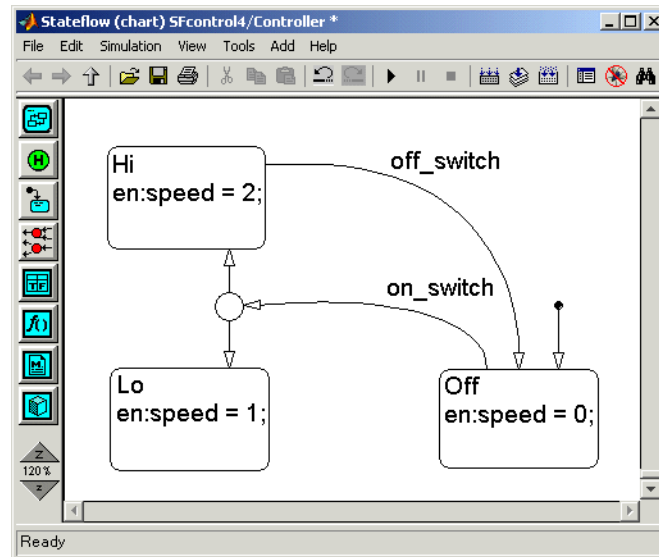 Stateflow (chart) SFcontrol4/Controller *
File Edit Simulation View Tools Add Help
Hi
en:speed = 2;
off_switch
on_switch
Lo
en:speed = 1;
Off
en:speed = 0;
H
TF
f()
M
Z
120%
z
Ready